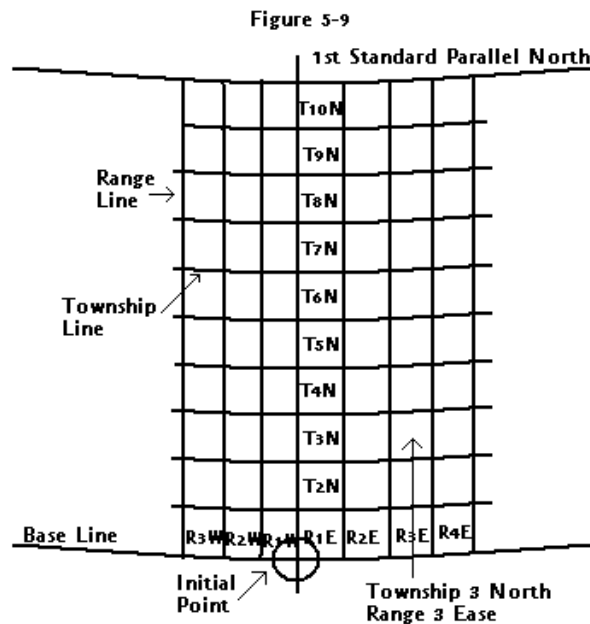 Figure 5-9
1st Standard Parallel North
T10N
T9N
Range
Line
T8N
T7N
Township
Line
T6N
T5N
T4N
T3N
T2N
Base Line
R3W R2W R1W R1E R2E R3E R4E
Initial
Point
Township 3 North
Range 3 Ease